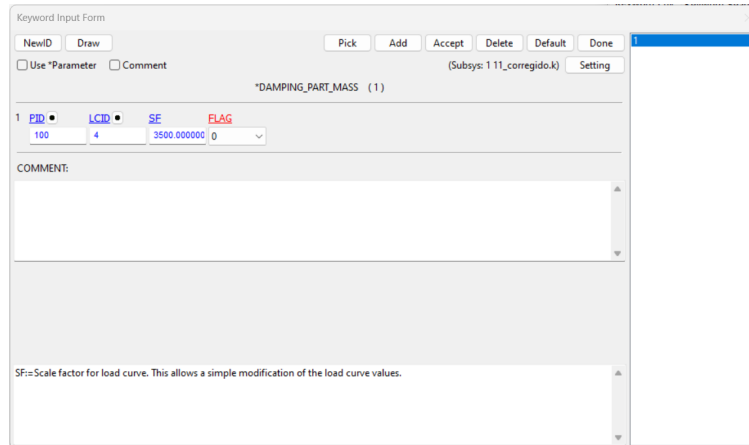 Keyword Input Form
NewID Draw Pick Add Accept Delete Default Done
Use *Parameter Comment (Subsys: 1 11_corregido.k) Setting
*DAMPING_PART_MASS (1)
1 PID LCID SF FLAG
100 4 3500.000000 0
COMMENT:
SF:=Scale factor for load curve. This allows a simple modification of the load curve values.
1